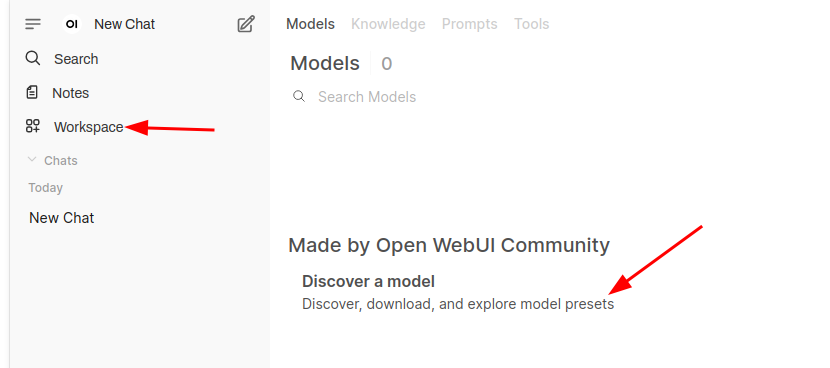 OI New Chat
Search
Notes
Workspace
Chats
Today
New Chat
Models Knowledge Prompts Tools
Models 0
Search Models
Made by Open WebUI Community
Discover a model
Discover, download, and explore model presets